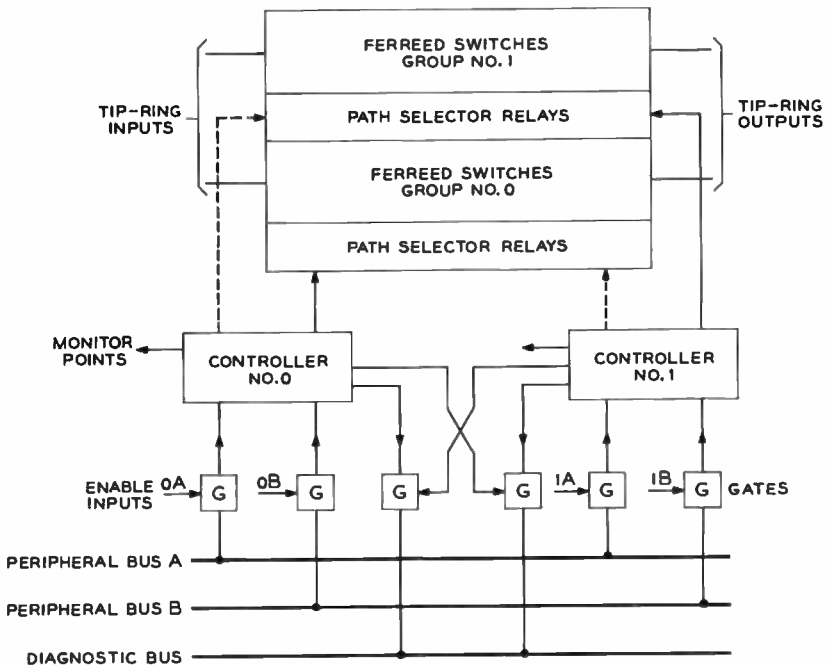 FERREED SWITCHES
GROUP NO. 1
TIP-RING
INPUTS
PATH SELECTOR RELAYS
TIP-RING
OUTPUTS
FERREED SWITCHES
GROUP NO. 0
PATH SELECTOR RELAYS
MONITOR
POINTS
CONTROLLER
NO. 0
CONTROLLER
NO. 1
ENABLE
INPUTS
0A
G
0B
G
G
G
1A
G
1B
G
GATES
PERIPHERAL BUS A
PERIPHERAL BUS B
DIAGNOSTIC BUS